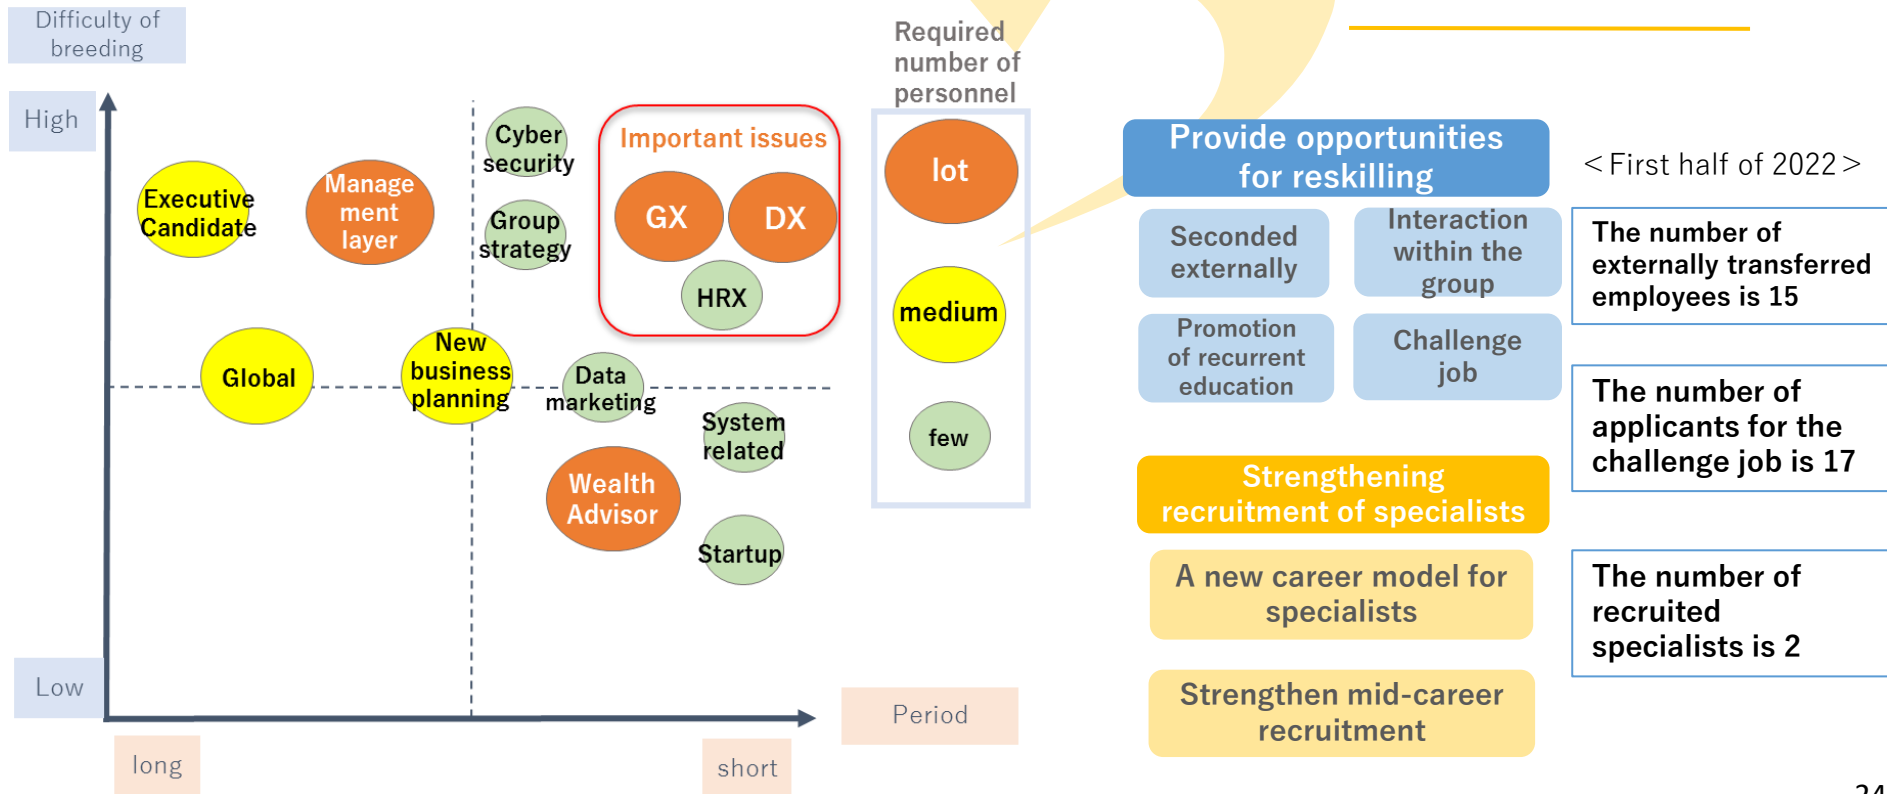 Difficulty of
breeding
High
Low
long
short
Period
Executive
Candidate
Manage
ment
layer
Cyber
security
Group
strategy
Important issues
GX
DX
HRX
Global
New
business
planning
Data
marketing
System
related
Wealth
Advisor
Startup
Required
number of
personnel
lot
medium
few
Provide opportunities
for reskilling
Seconded
externally
Interaction
within the
group
Promotion
of recurrent
education
Challenge
job
Strengthening
recruitment of specialists
A new career model for
specialists
Strengthen mid-career
recruitment
<First half of 2022>
The number of
externally transferred
employees is 15
The number of
applicants for the
challenge job is 17
The number of
recruited
specialists is 2
24